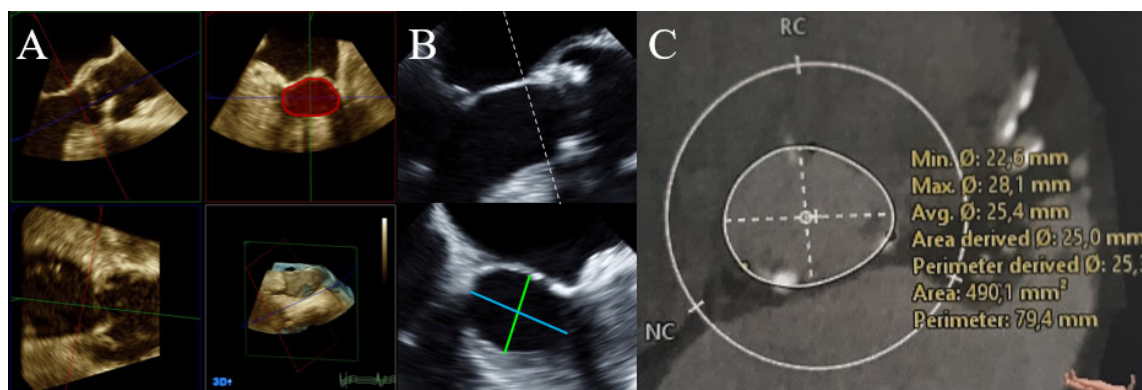 A
B
C
RC
Min. Ø: 22,6 mm
Max. Ø: 28,1 mm
Avg. Ø: 25,4 mm
Area derived Ø: 25,0 mm
Perimeter derived Ø: 25,
Area: 490,1 mm²
Perimeter: 79,4 mm
NC
3D